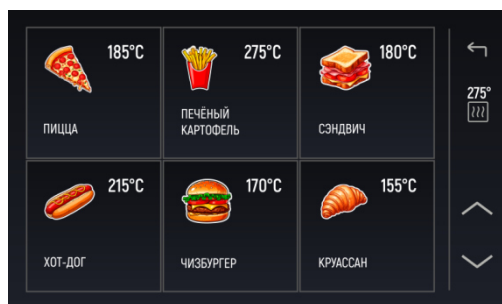 185°C
ПИЦЦА
275°C
ПЕЧЁНЫЙ
КАРТОФЕЛЬ
180°C
СЭНДВИЧ
275°
215°C
ХОТ-ДОГ
170°C
ЧИЗБУРГЕР
155°C
КРУАССАН